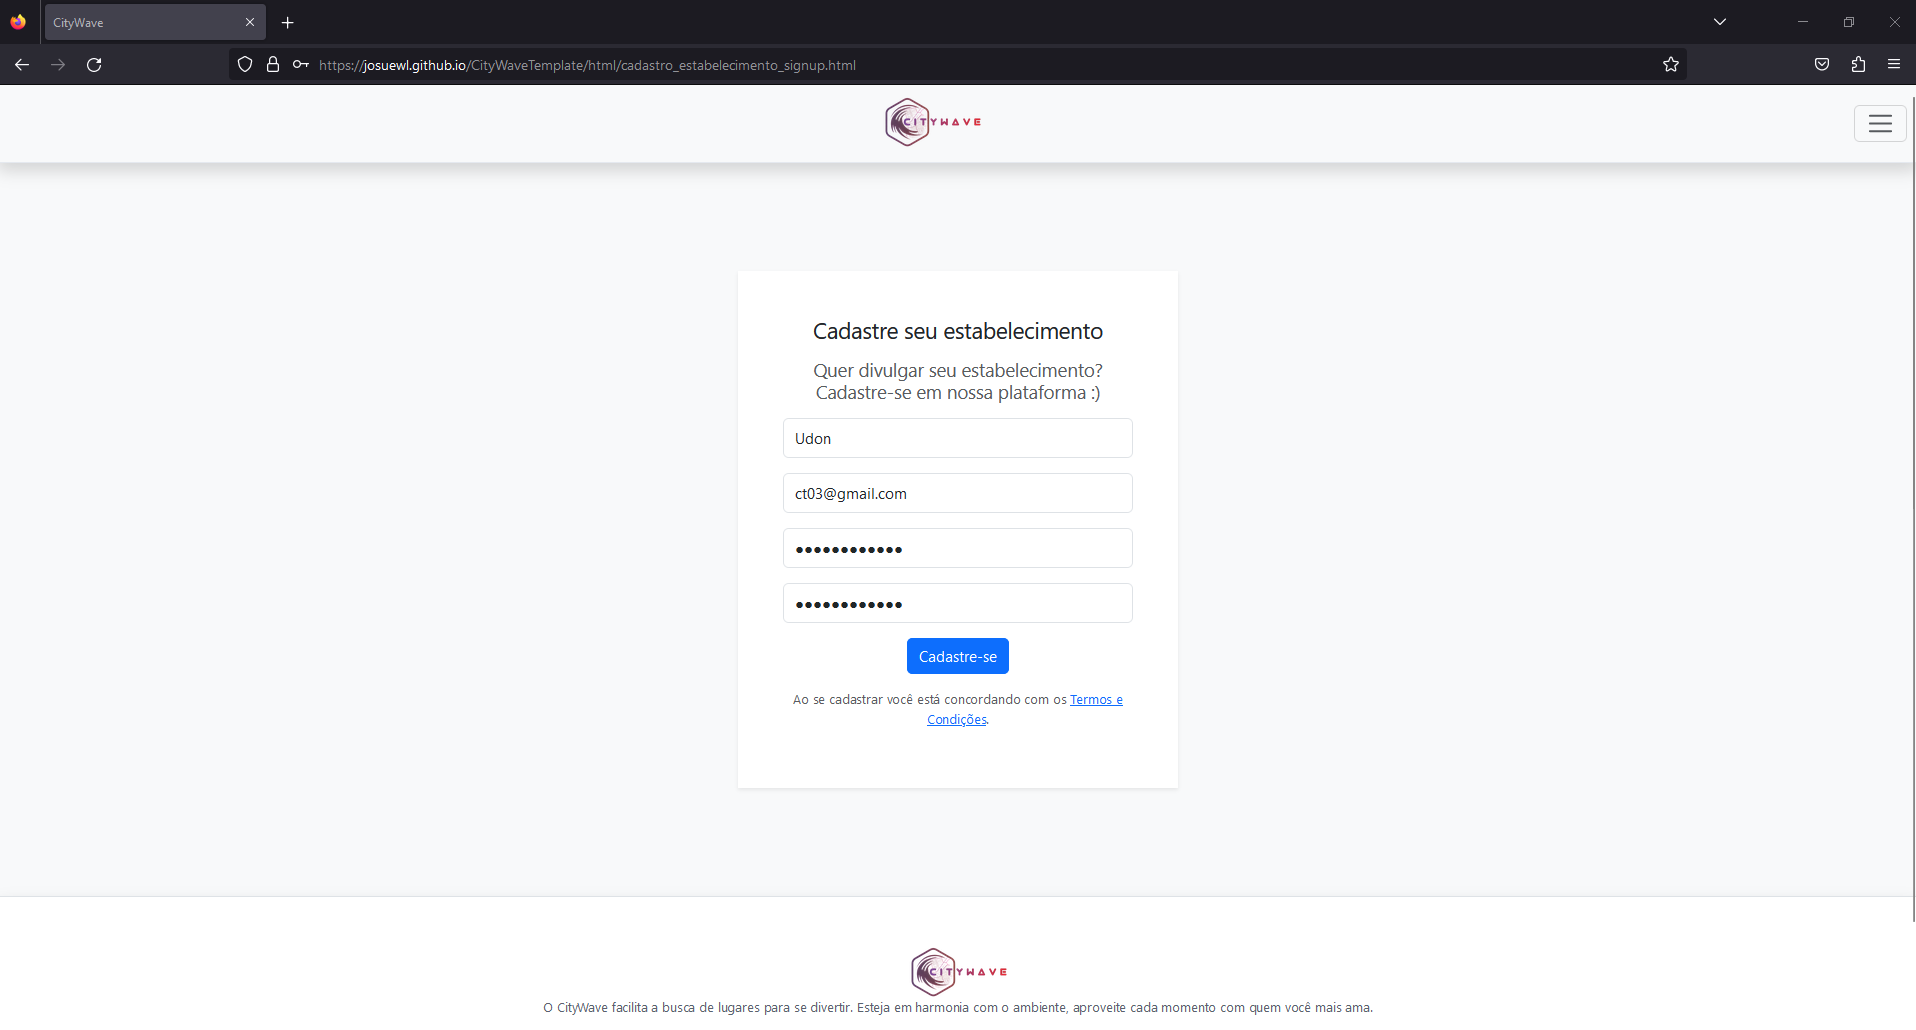 CityWave
https://josuewl.github.io/CityWaveTemplate/html/cadastro_estabelecimento_signup.html
CITYWAVE
Cadastre seu estabelecimento
Quer divulgar seu estabelecimento?
Cadastre-se em nossa plataforma :)
Udon
ct03@gmail.com
●●●●●●●●●●●●
●●●●●●●●●●●●
Cadastre-se
Ao se cadastrar você está concordando com os Termos e
Condições.
CITYWAVE
O CityWave facilita a busca de lugares para se divertir. Esteja em harmonia com o ambiente, aproveite cada momento com quem você mais ama.